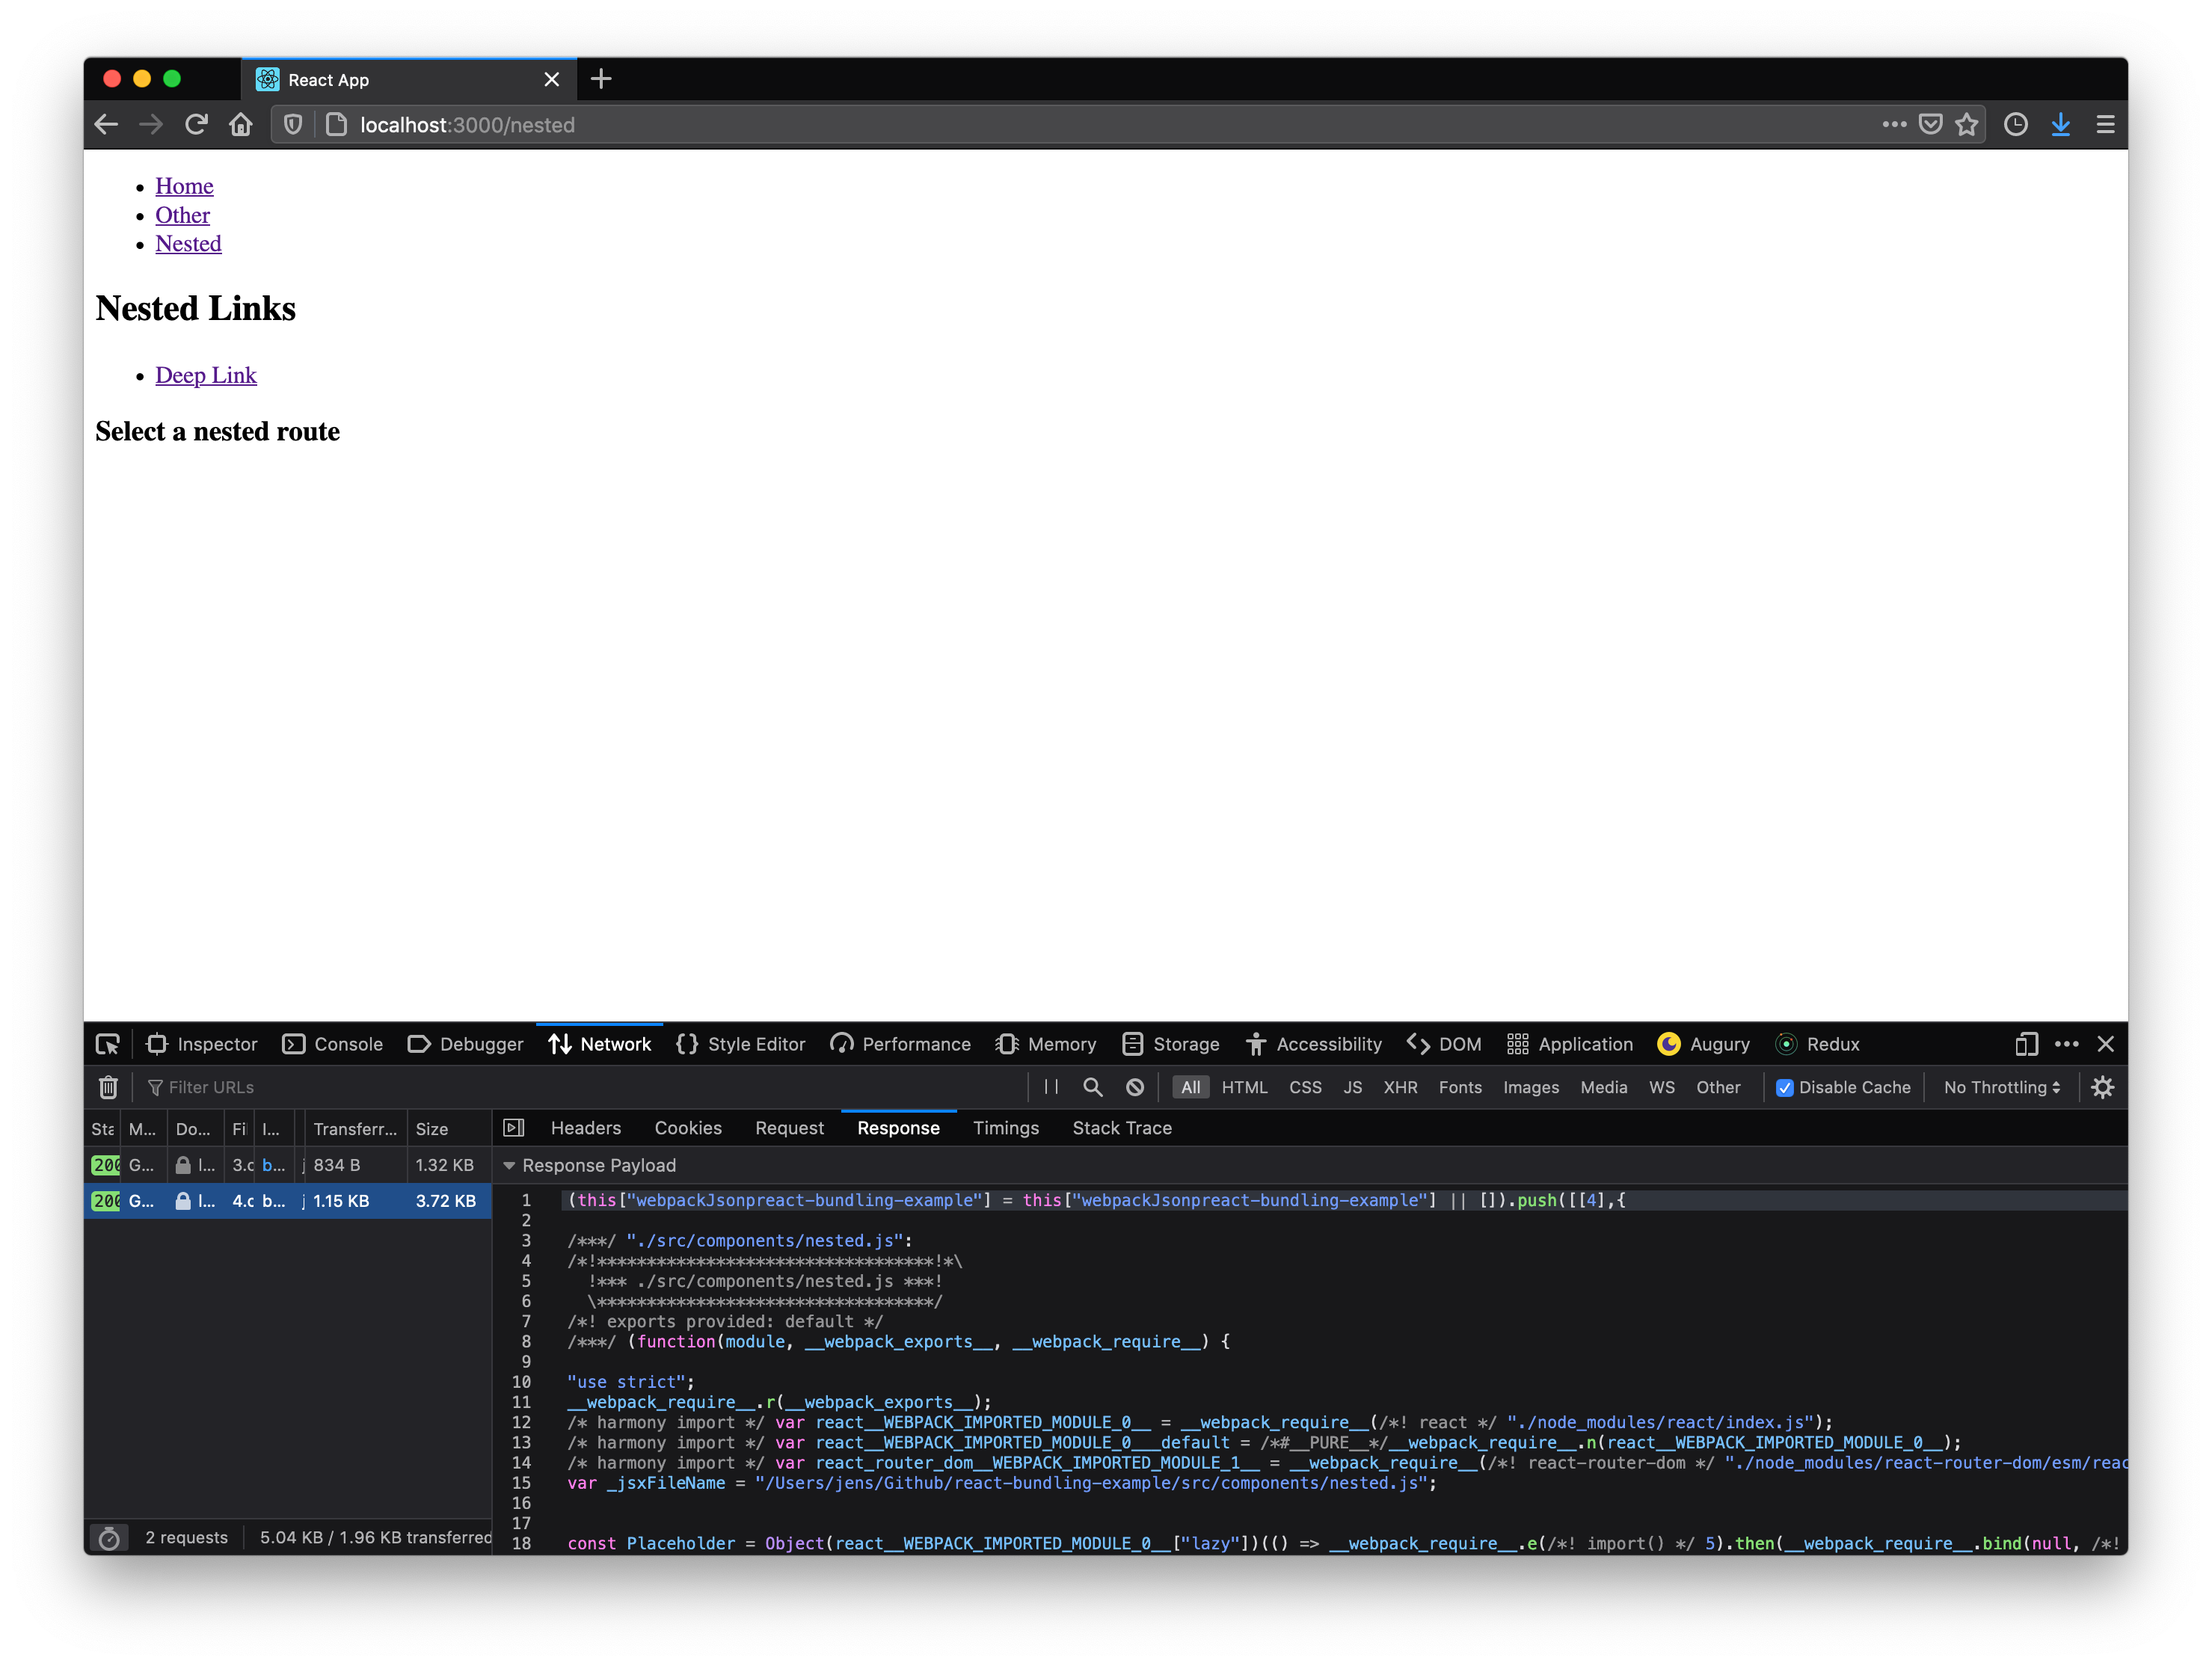 React App
localhost:3000/nested
Home
Other
Nested
Nested Links
Deep Link
Select a nested route
Inspector Console Debugger Network Style Editor Performance Memory Storage Accessibility DOM Application Augury Redux
Filter URLs All HTML CSS JS XHR Fonts Images Media WS Other Disable Cache No Throttling
Headers Cookies Request Response Timings Stack Trace
Sta M... Do... Fi I... Transferr... Size
200 G... l... 3.c b... j 834 B 1.32 KB
200 G... l... 4.c b... j 1.15 KB 3.72 KB
Response Payload
1 (this["webpackJsonpreact-bundling-example"] = this["webpackJsonpreact-bundling-example"] || []).push([[4],{
2
3 /***/ "./src/components/nested.js":
4 /*!**********************************!*\
5 !*** ./src/components/nested.js ***!
6 \**********************************/
7 /*! exports provided: default */
8 /***/ (function(module, __webpack_exports__, __webpack_require__) {
9
10 "use strict";
11 __webpack_require__.r(__webpack_exports__);
12 /* harmony import */ var react__WEBPACK_IMPORTED_MODULE_0__ = __webpack_require__(/*! react */ "./node_modules/react/index.js");
13 /* harmony import */ var react__WEBPACK_IMPORTED_MODULE_0___default = /*#__PURE__*/__webpack_require__.n(react__WEBPACK_IMPORTED_MODULE_0__);
14 /* harmony import */ var react_router_dom__WEBPACK_IMPORTED_MODULE_1__ = __webpack_require__(/*! react-router-dom */ "./node_modules/react-router-dom/esm/reac
15 var _jsxFileName = "/Users/jens/Github/react-bundling-example/src/components/nested.js";
16
17
18 const Placeholder = Object(react__WEBPACK_IMPORTED_MODULE_0__["lazy"])(() => __webpack_require__.e(/*! import() */ 5).then(__webpack_require__.bind(null, /*!
2 requests 5.04 KB / 1.96 KB transferred